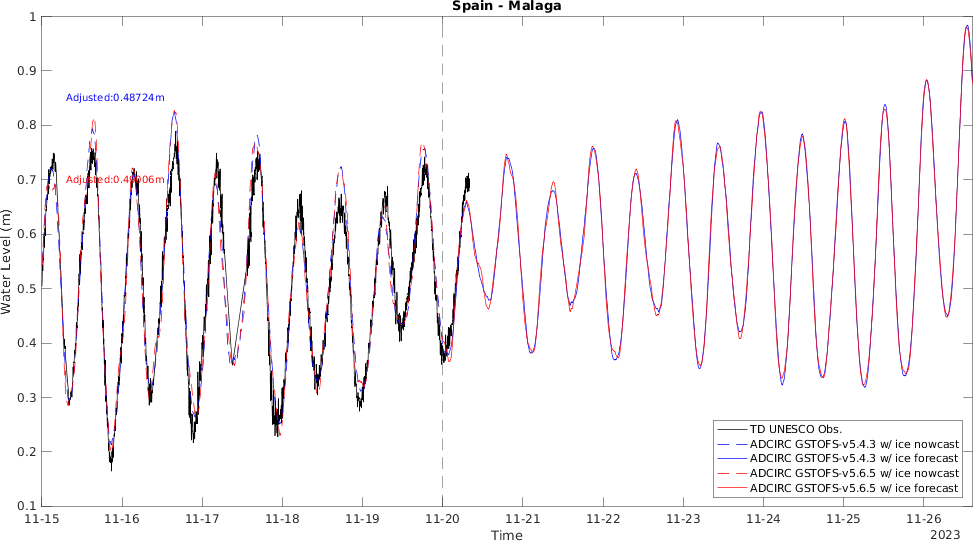 Spain - Malaga
1
0.9
0.8
0.7
0.6
0.5
0.4
0.3
0.2
0.1
Water Level (m)
Adjusted:0.48724m
Adjusted:0.49006m
TD UNESCO Obs.
ADCIRC GSTOFS-v5.4.3 w/ ice nowcast
ADCIRC GSTOFS-v5.4.3 w/ ice forecast
ADCIRC GSTOFS-v5.6.5 w/ ice nowcast
ADCIRC GSTOFS-v5.6.5 w/ ice forecast
11-15 11-16 11-17 11-18 11-19 11-20 11-21 11-22 11-23 11-24 11-25 11-26
Time
2023